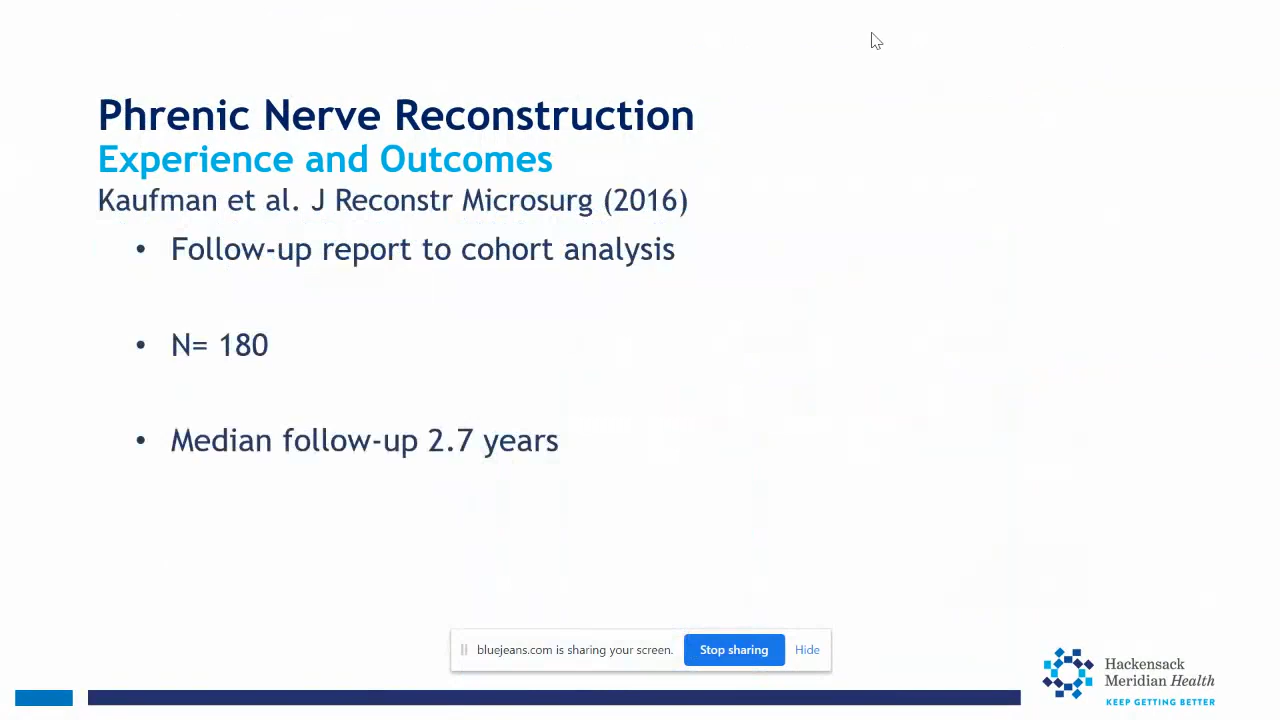 Phrenic Nerve Reconstruction
Experience and Outcomes
Kaufman et al. J Reconstr Microsurg (2016)
• Follow-up report to cohort analysis
• N= 180
• Median follow-up 2.7 years
bluejeans.com is sharing your screen. Stop sharing Hide
Hackensack
Meridian Health
KEEP GETTING BETTER